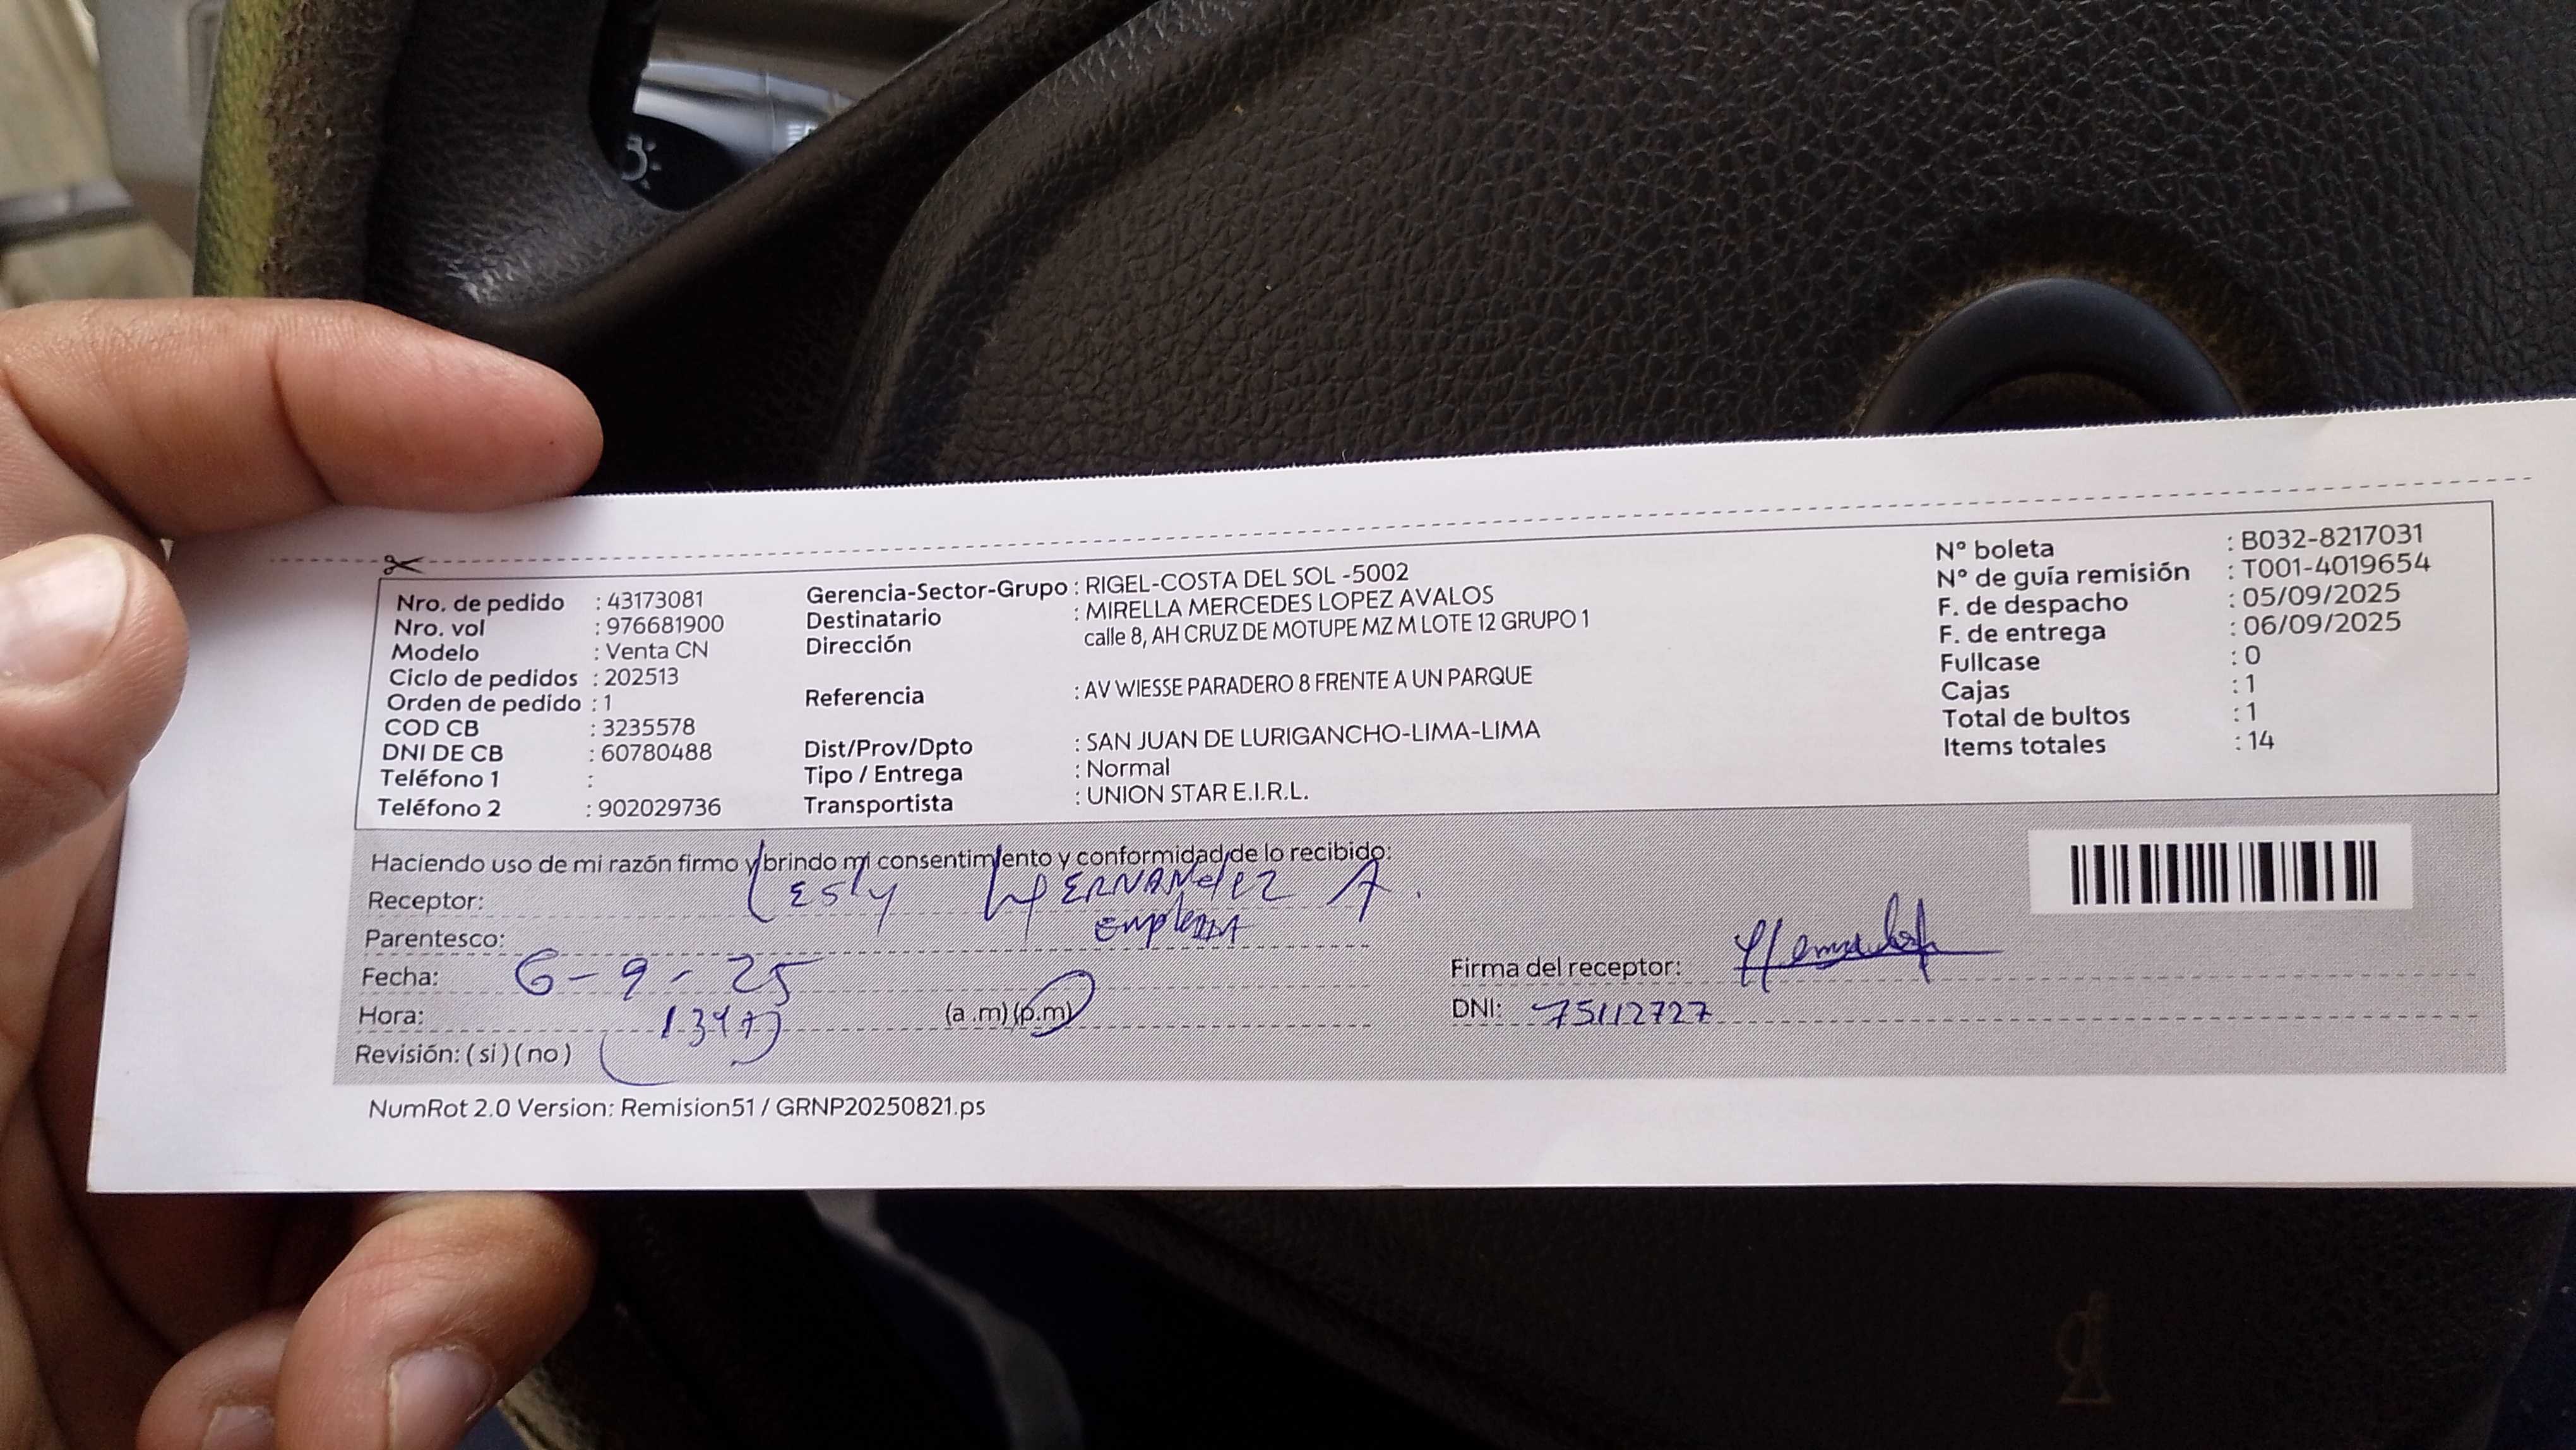 Nro. de pedido : 43173081
Nro. vol : 976681900
Modelo : Venta CN
Ciclo de pedidos : 202513
Orden de pedido : 1
COD CB : 3235578
DNI DE CB : 60780488
Teléfono 1 :
Teléfono 2 : 902029736
Gerencia-Sector-Grupo : RIGEL-COSTA DEL SOL -5002
Destinatario : MIRELLA MERCEDES LOPEZ AVALOS
Dirección calle 8, AH CRUZ DE MOTUPE MZ M LOTE 12 GRUPO 1
Referencia : AV WIESSE PARADERO 8 FRENTE A UN PARQUE
Dist/Prov/Dpto : SAN JUAN DE LURIGANCHO-LIMA-LIMA
Tipo / Entrega : Normal
Transportista : UNION STAR E.I.R.L.
N° boleta : B032-8217031
N° de guía remisión : T001-4019654
F. de despacho : 05/09/2025
F. de entrega : 06/09/2025
Fullcase : 0
Cajas : 1
Total de bultos : 1
Items totales : 14
Haciendo uso de mi razón firmo y brindo mi consentimiento y conformidad de lo recibido:
Receptor: Lesly HERNANdEZ A.
Parentesco:
Fecha: 6-9-25
Hora: (a.m)(p.m)
Revisión: (si)(no)
Firma del receptor:
DNI: 75112727
NumRot 2.0 Version: Remision51 / GRNP20250821.ps